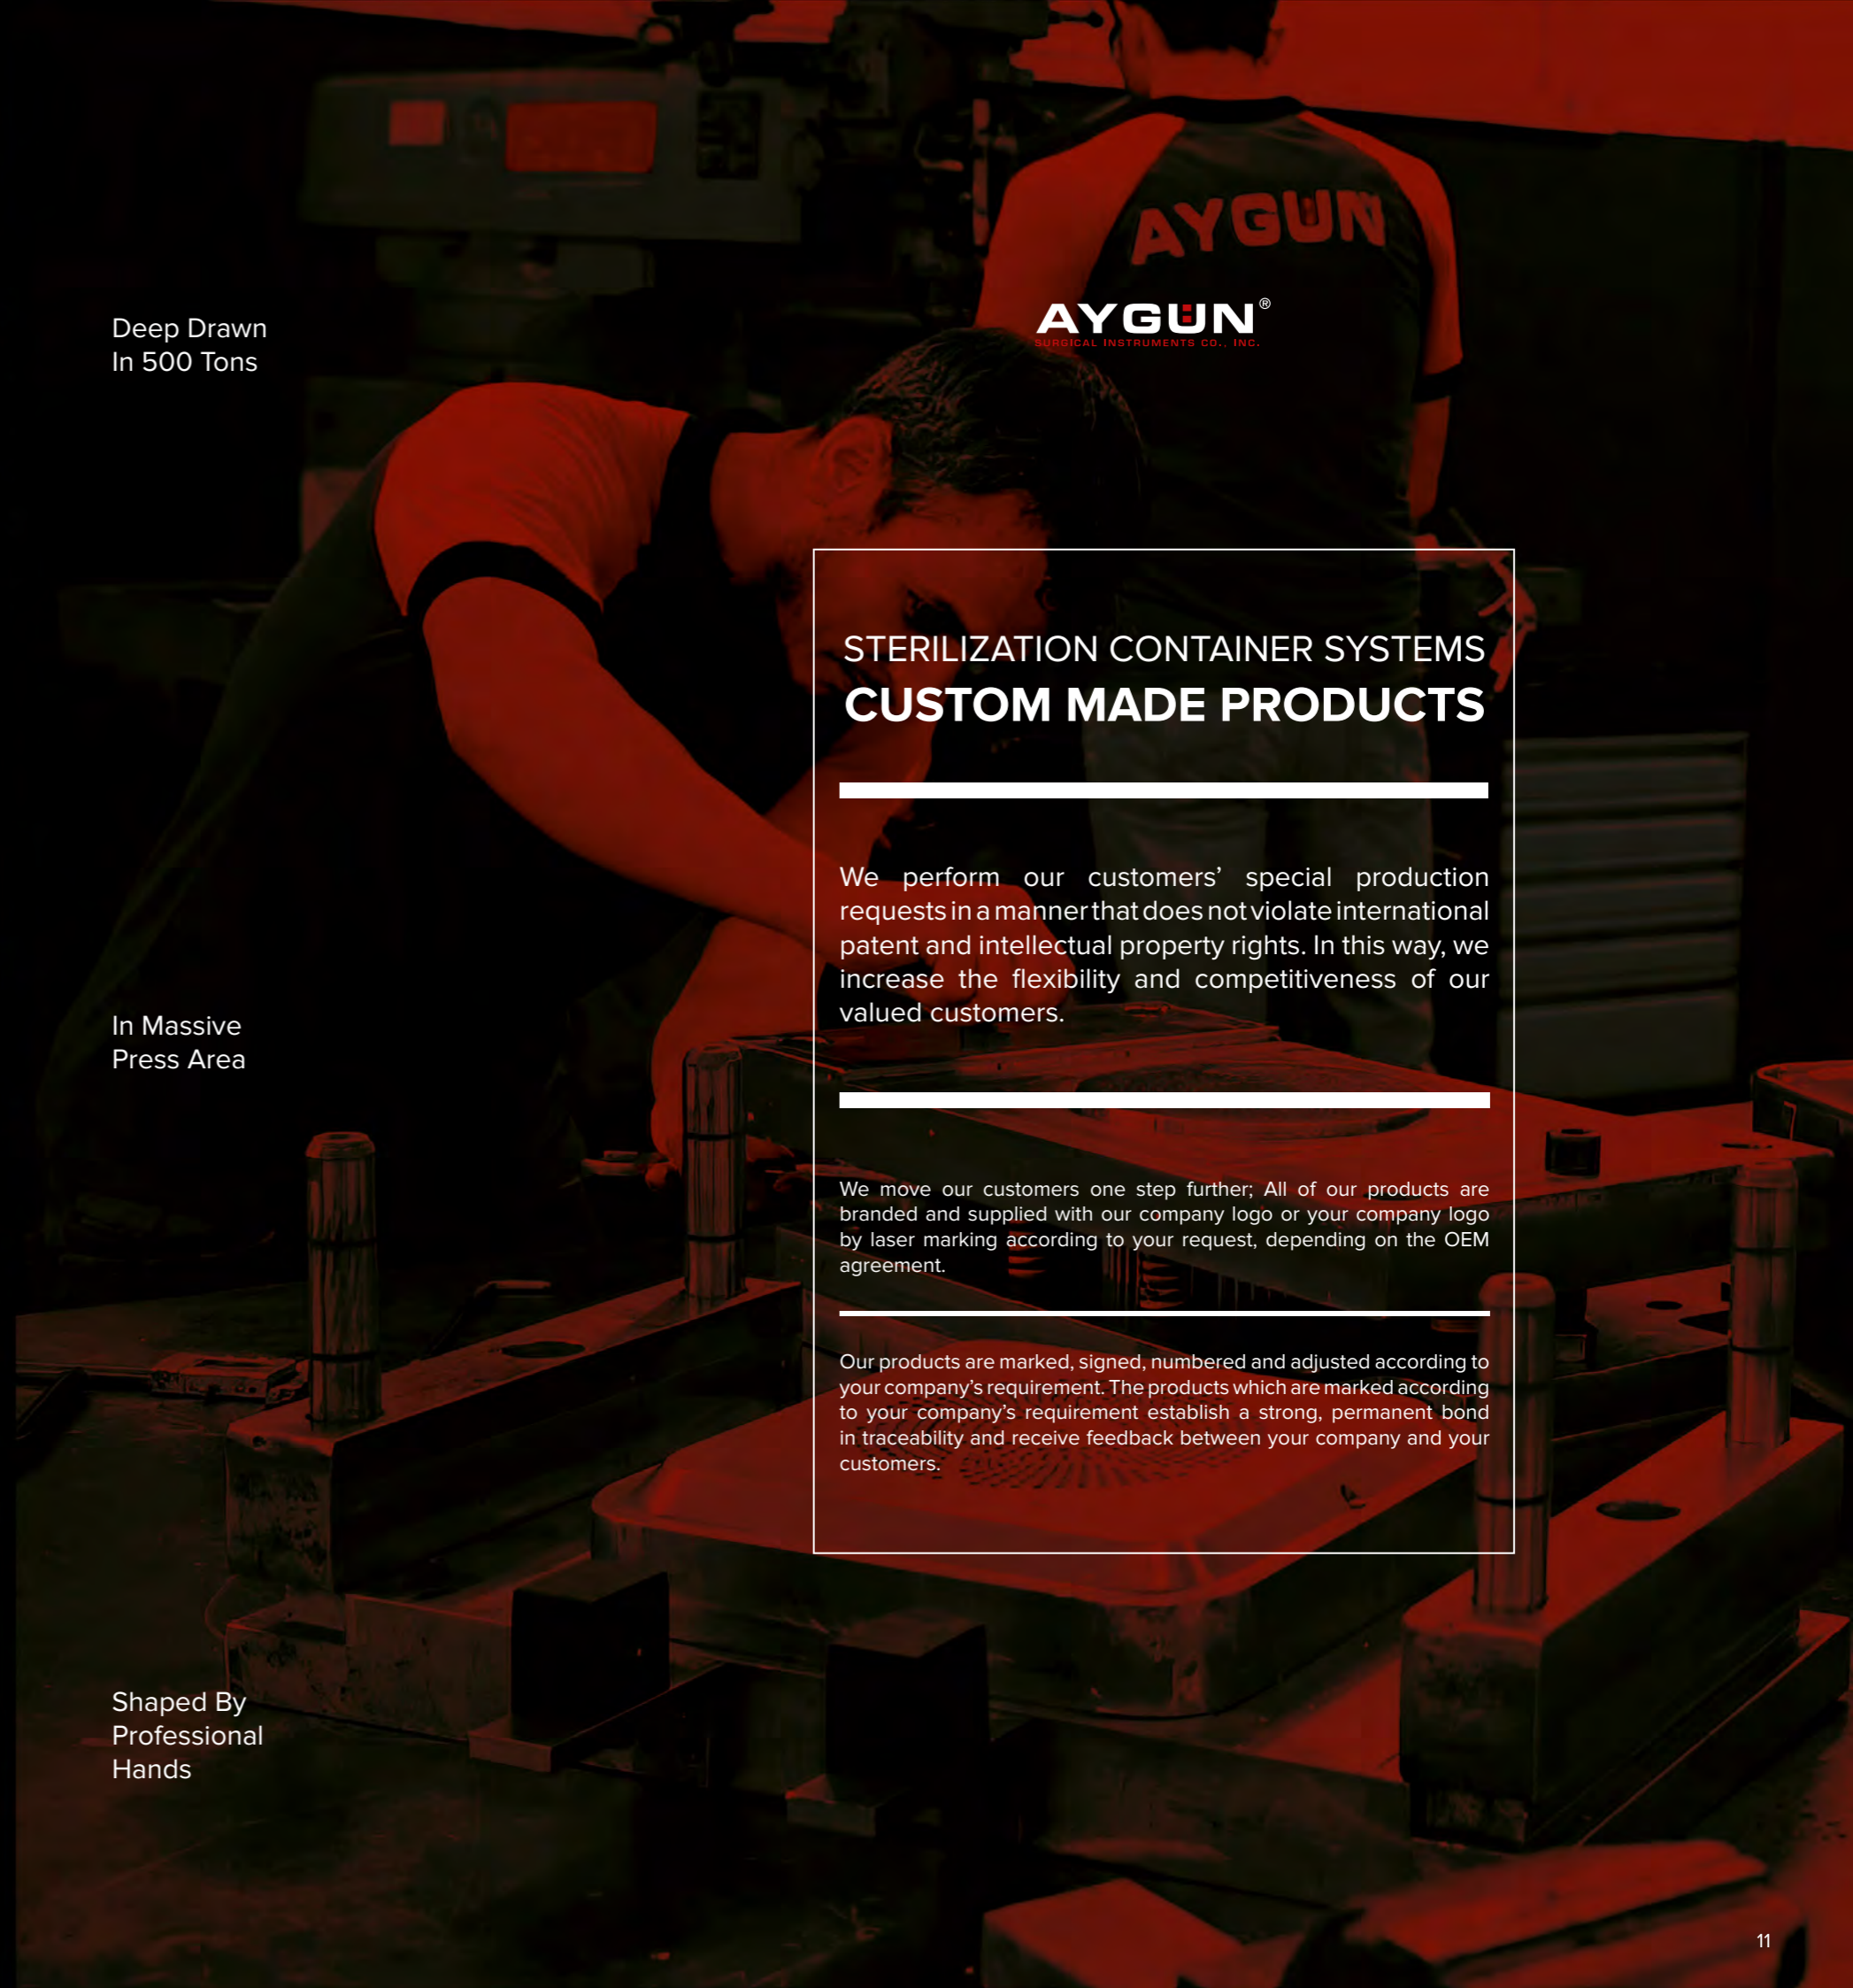 AYGUN
Deep Drawn
In 500 Tons
AYGUN®
SURGICAL INSTRUMENTS CO., INC.
STERILIZATION CONTAINER SYSTEMS
CUSTOM MADE PRODUCTS
We perform our customers’ special production
requests in a manner that does not violate international
patent and intellectual property rights. In this way, we
increase the flexibility and competitiveness of our
valued customers.
In Massive
Press Area
We move our customers one step further; All of our products are
branded and supplied with our company logo or your company logo
by laser marking according to your request, depending on the OEM
agreement.
Our products are marked, signed, numbered and adjusted according to
your company’s requirement. The products which are marked according
to your company’s requirement establish a strong, permanent bond
in traceability and receive feedback between your company and your
customers.
Shaped By
Professional
Hands
11